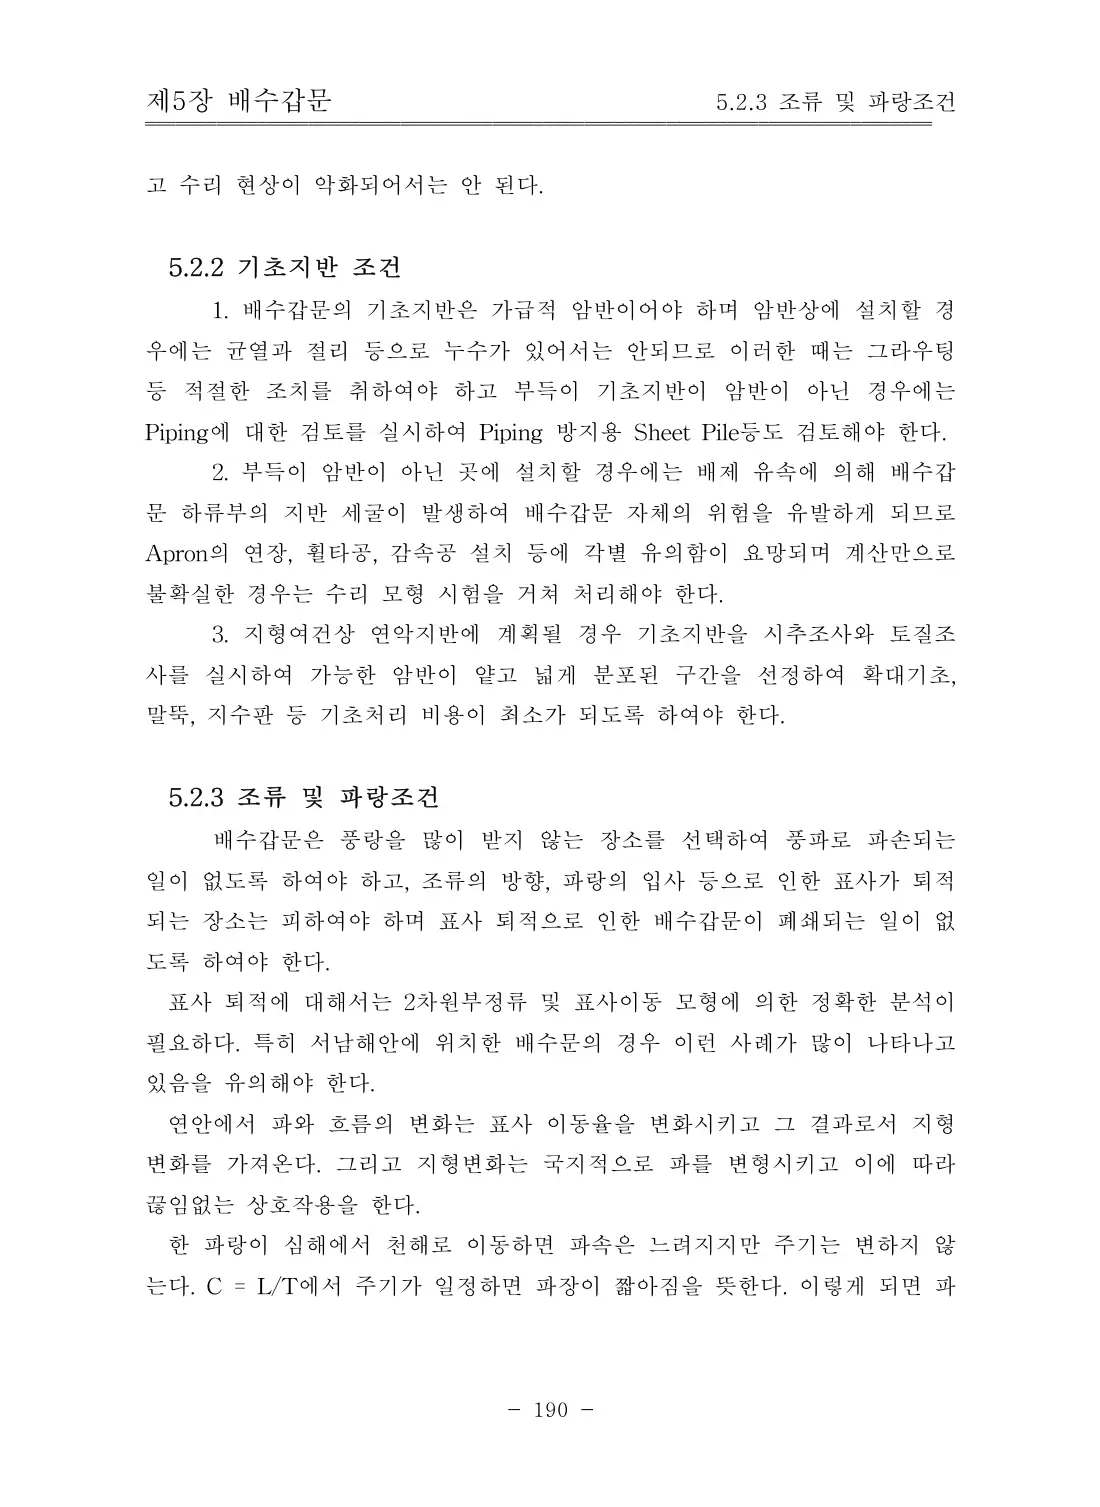 제5장 배수갑문
5.2.3 조류 및 파랑조건
고 수리 현상이 악화되어서는 안 된다.
5.2.2 기초지반 조건
1. 배수갑문의 기초지반은 가급적 암반이어야 하며 암반상에 설치할 경
우에는 균열과 절리 등으로 누수가 있어서는 안되므로 이러한 때는 그라우팅
등 적절한 조치를 취하여야 하고 부득이 기초지반이 암반이 아닌 경우에는
Piping에 대한 검토를 실시하여 Piping 방지용 Sheet Pile등도 검토해야 한다.
2. 부득이 암반이 아닌 곳에 설치할 경우에는 배제 유속에 의해 배수갑
문 하류부의 지반 세굴이 발생하여 배수갑문 자체의 위험을 유발하게 되므로
Apron의 연장, 휠타공, 감속공 설치 등에 각별 유의함이 요망되며 계산만으로
불확실한 경우는 수리 모형 시험을 거쳐 처리해야 한다.
3. 지형여건상 연약지반에 계획될 경우 기초지반을 시추조사와 토질조
사를 실시하여 가능한 암반이 얕고 넓게 분포된 구간을 선정하여 확대기초,
말뚝, 지수판 등 기초처리 비용이 최소가 되도록 하여야 한다.
5.2.3 조류 및 파랑조건
배수갑문은 풍랑을 많이 받지 않는 장소를 선택하여 풍파로 파손되는
일이 없도록 하여야 하고, 조류의 방향, 파랑의 입사 등으로 인한 표사가 퇴적
되는 장소는 피하여야 하며 표사 퇴적으로 인한 배수갑문이 폐쇄되는 일이 없
도록 하여야 한다.
표사 퇴적에 대해서는 2차원부정류 및 표사이동 모형에 의한 정확한 분석이
필요하다. 특히 서남해안에 위치한 배수문의 경우 이런 사례가 많이 나타나고
있음을 유의해야 한다.
연안에서 파와 흐름의 변화는 표사 이동율을 변화시키고 그 결과로서 지형
변화를 가져온다. 그리고 지형변화는 국지적으로 파를 변형시키고 이에 따라
끊임없는 상호작용을 한다.
한 파랑이 심해에서 천해로 이동하면 파속은 느려지지만 주기는 변하지 않
는다. C = L/T에서 주기가 일정하면 파장이 짧아짐을 뜻한다. 이렇게 되면 파
- 190 -